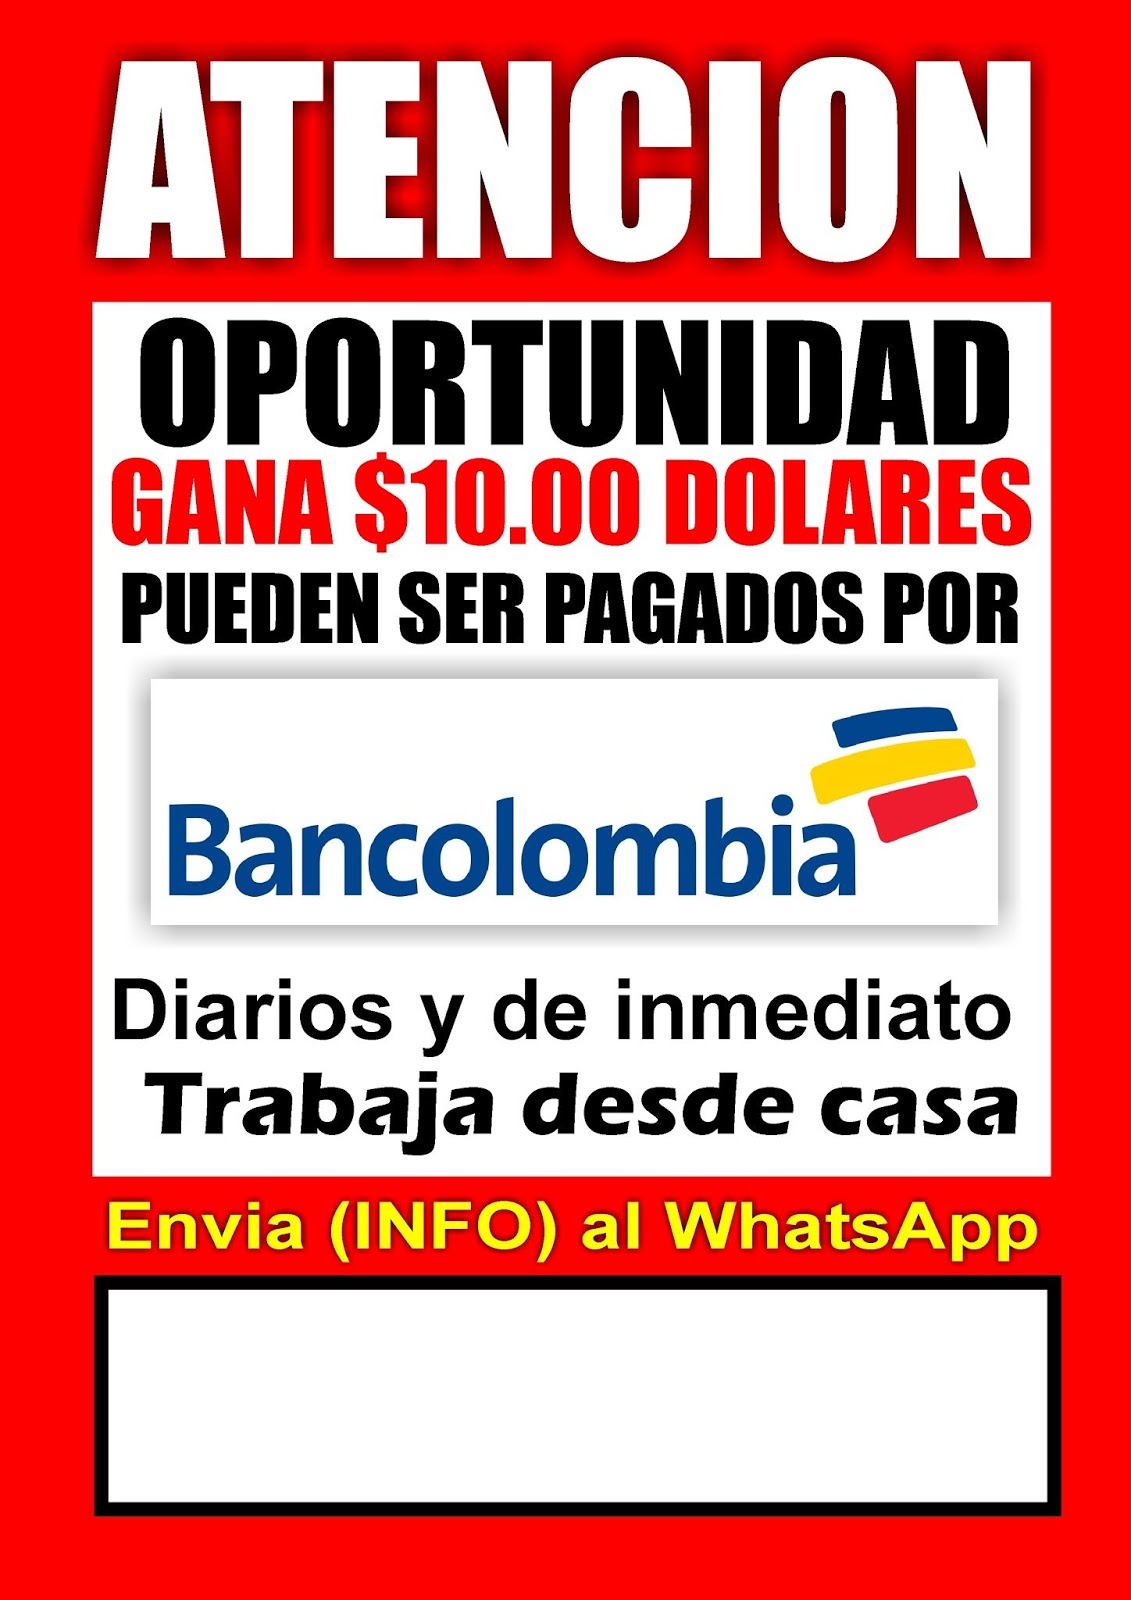 ATENCION
OPORTUNIDAD
GANA $10.00 DOLARES
PUEDEN SER PAGADOS POR
Bancolombia
Diarios y de inmediato
Trabaja desde casa
Envia (INFO) al WhatsApp